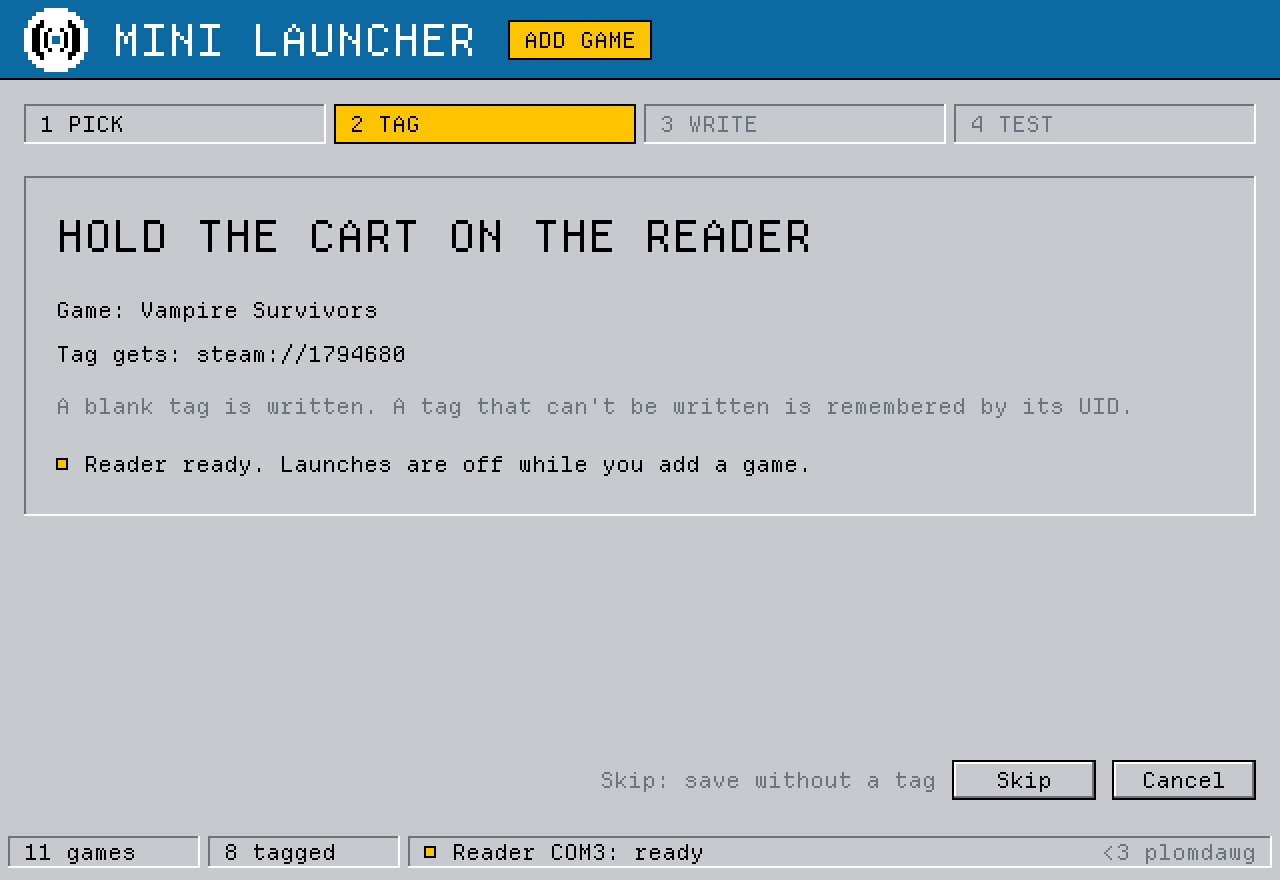 MINI LAUNCHER
ADD GAME
1 PICK
2 TAG
3 WRITE
4 TEST
HOLD THE CART ON THE READER
Game: Vampire Survivors
Tag gets: steam://1794680
A blank tag is written. A tag that can't be written is remembered by its UID.
Reader ready. Launches are off while you add a game.
Skip: save without a tag
Skip
Cancel
11 games
8 tagged
Reader COM3: ready
<3 plomdawg